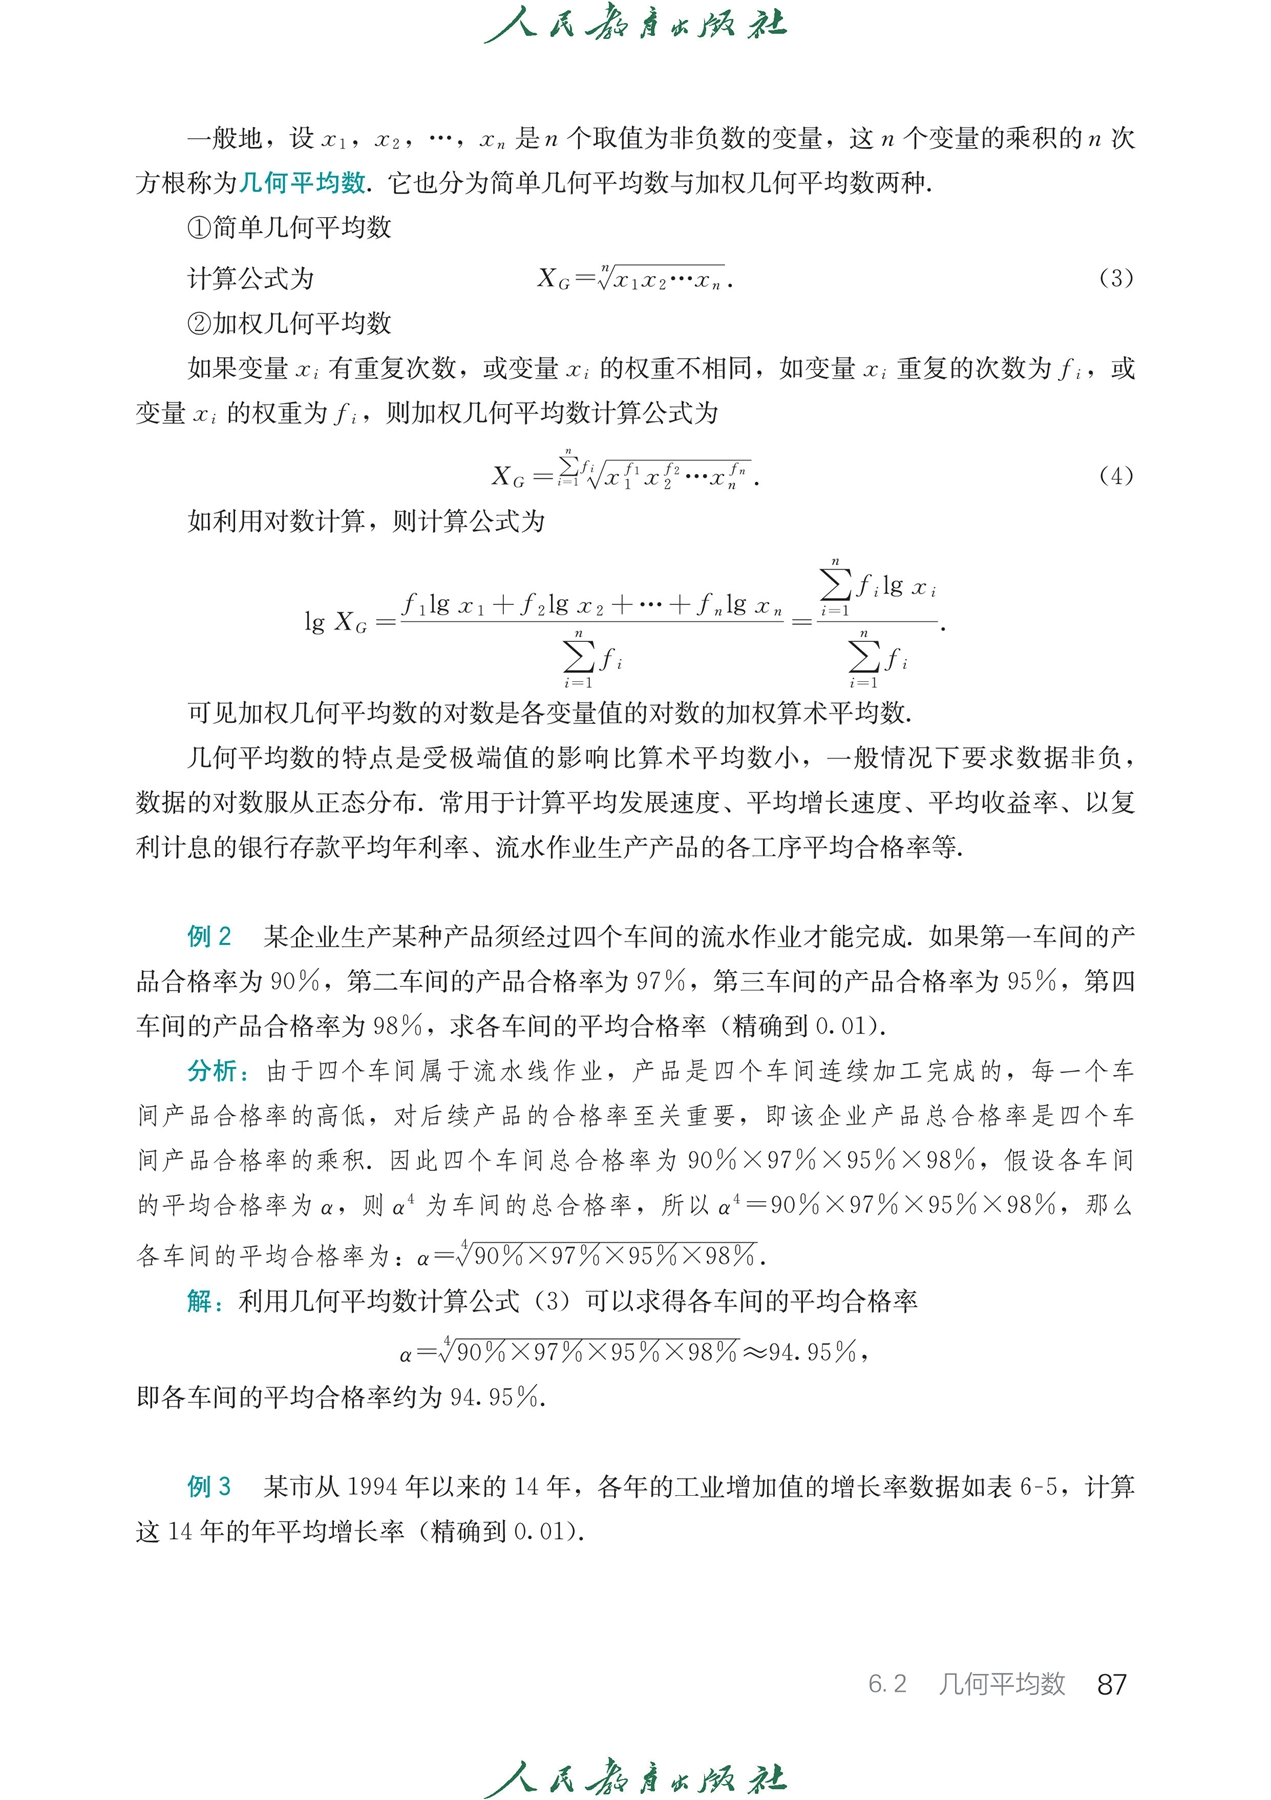 人民教育出版社
一般地，设 x₁，x₂，…，xₙ 是 n 个取值为非负数的变量，这 n 个变量的乘积的 n 次
方根称为几何平均数．它也分为简单几何平均数与加权几何平均数两种．
①简单几何平均数
计算公式为 X_G=\sqrt[n]{x_1x_2…x_n}. （3）
②加权几何平均数
如果变量 xᵢ 有重复次数，或变量 xᵢ 的权重不相同，如变量 xᵢ 重复的次数为 fᵢ，或
变量 xᵢ 的权重为 fᵢ，则加权几何平均数计算公式为
X_G=\sqrt[\sum_{i=1}^{n}f_i]{x_1^{f_1}x_2^{f_2}…x_n^{f_n}}. （4）
如利用对数计算，则计算公式为
\lg X_G=\frac{f_1\lg x_1+f_2\lg x_2+…+f_n\lg x_n}{\sum_{i=1}^{n}f_i}=\frac{\sum_{i=1}^{n}f_i\lg x_i}{\sum_{i=1}^{n}f_i}.
可见加权几何平均数的对数是各变量值的对数的加权算术平均数．
几何平均数的特点是受极端值的影响比算术平均数小，一般情况下要求数据非负，
数据的对数服从正态分布．常用于计算平均发展速度、平均增长速度、平均收益率、以复
利计息的银行存款平均年利率、流水作业生产产品的各工序平均合格率等．
例 2 某企业生产某种产品须经过四个车间的流水作业才能完成．如果第一车间的产
品合格率为 90%，第二车间的产品合格率为 97%，第三车间的产品合格率为 95%，第四
车间的产品合格率为 98%，求各车间的平均合格率（精确到 0.01）．
分析：由于四个车间属于流水线作业，产品是四个车间连续加工完成的，每一个车
间产品合格率的高低，对后续产品的合格率至关重要，即该企业产品总合格率是四个车
间产品合格率的乘积．因此四个车间总合格率为 90%×97%×95%×98%，假设各车间
的平均合格率为 α，则 α⁴ 为车间的总合格率，所以 α⁴=90%×97%×95%×98%，那么
各车间的平均合格率为：α=\sqrt[4]{90%×97%×95%×98%}.
解：利用几何平均数计算公式（3）可以求得各车间的平均合格率
α=\sqrt[4]{90%×97%×95%×98%}≈94.95%，
即各车间的平均合格率约为 94.95%．
例 3 某市从 1994 年以来的 14 年，各年的工业增加值的增长率数据如表 6-5，计算
这 14 年的年平均增长率（精确到 0.01）．
6.2 几何平均数 87
人民教育出版社